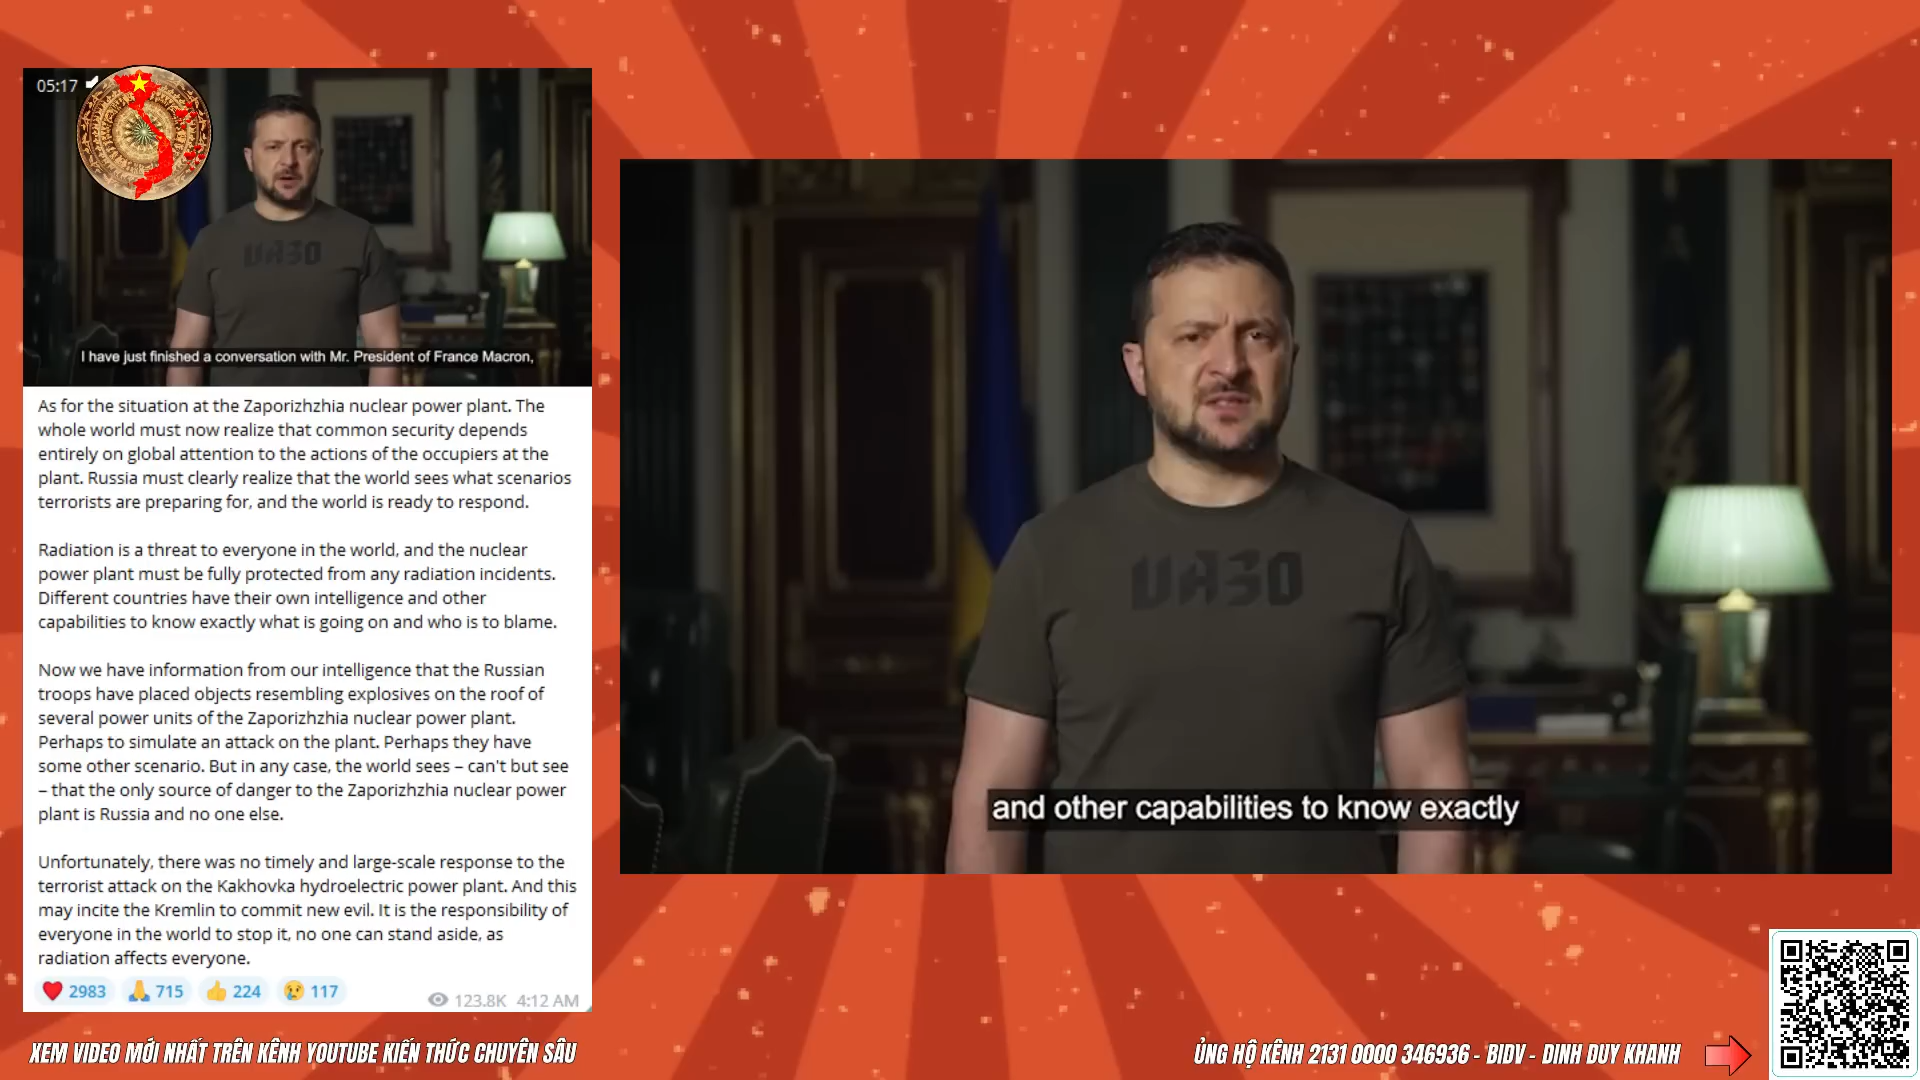 05:17
UA30
I have just finished a conversation with Mr. President of France Macron,
As for the situation at the Zaporizhzhia nuclear power plant. The
whole world must now realize that common security depends
entirely on global attention to the actions of the occupiers at the
plant. Russia must clearly realize that the world sees what scenarios
terrorists are preparing for, and the world is ready to respond.
Radiation is a threat to everyone in the world, and the nuclear
power plant must be fully protected from any radiation incidents.
Different countries have their own intelligence and other
capabilities to know exactly what is going on and who is to blame.
Now we have information from our intelligence that the Russian
troops have placed objects resembling explosives on the roof of
several power units of the Zaporizhzhia nuclear power plant.
Perhaps to simulate an attack on the plant. Perhaps they have
some other scenario. But in any case, the world sees – can't but see
– that the only source of danger to the Zaporizhzhia nuclear power
plant is Russia and no one else.
Unfortunately, there was no timely and large-scale response to the
terrorist attack on the Kakhovka hydroelectric power plant. And this
may incite the Kremlin to commit new evil. It is the responsibility of
everyone in the world to stop it, no one can stand aside, as
radiation affects everyone.
❤️ 2983 🙏 715 👍 224 😢 117
123.8K 4:12 AM
UA30
and other capabilities to know exactly
XEM VIDEO MỚI NHẤT TRÊN KÊNH YOUTUBE KIẾN THỨC CHUYÊN SÂU
ỦNG HỘ KÊNH 2131 0000 346936 - BIDV - DINH DUY KHANH